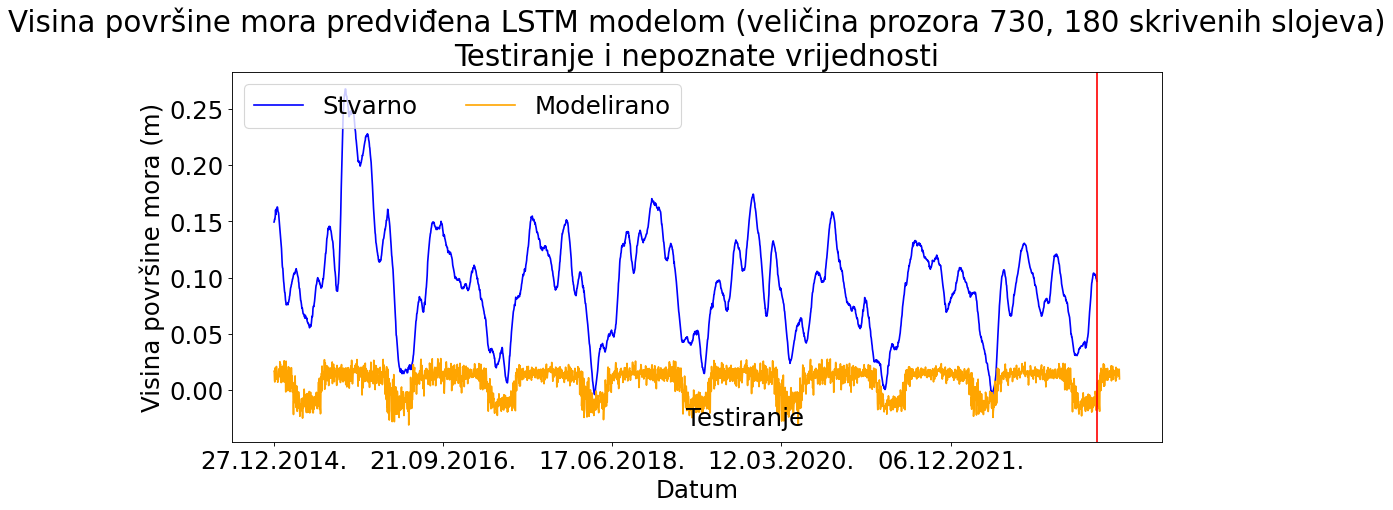 Visina površine mora predviđena LSTM modelom (veličina prozora 730, 180 skrivenih slojeva)
Testiranje i nepoznate vrijednosti
Stvarno
Modelirano
Visina površine mora (m)
0.25
0.20
0.15
0.10
0.05
0.00
Testiranje
27.12.2014.
21.09.2016.
17.06.2018.
12.03.2020.
06.12.2021.
Datum